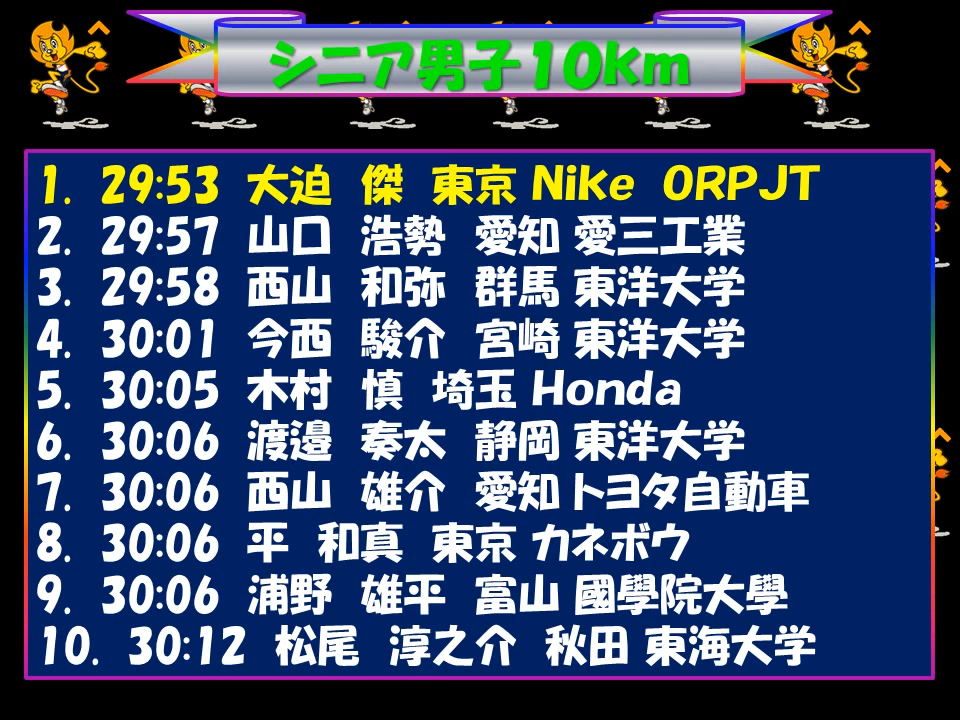 シニア男子10km
1. 29:53 大迫 傑 東京 Nike ORPJT
2. 29:57 山口 浩勢 愛知 愛三工業
3. 29:58 西山 和弥 群馬 東洋大学
4. 30:01 今西 駿介 宮崎 東洋大学
5. 30:05 木村 慎 埼玉 Honda
6. 30:06 渡邉 奏太 静岡 東洋大学
7. 30:06 西山 雄介 愛知 トヨタ自動車
8. 30:06 平 和真 東京 カネボウ
9. 30:06 浦野 雄平 富山 國學院大學
10. 30:12 松尾 淳之介 秋田 東海大学